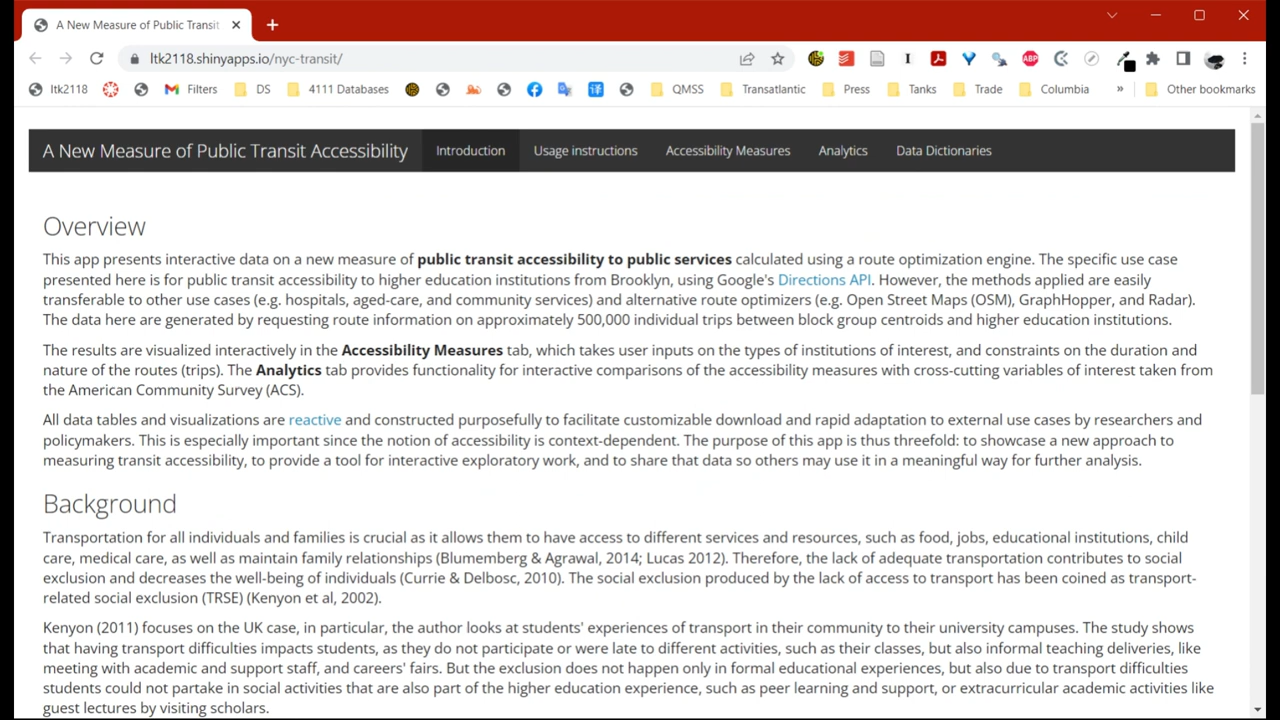 A New Measure of Public Transit
ltk2118.shinyapps.io/nyc-transit/
ltk2118 Filters DS 4111 Databases QMSS Transatlantic Press Tanks Trade Columbia » Other bookmarks
A New Measure of Public Transit Accessibility Introduction Usage instructions Accessibility Measures Analytics Data Dictionaries
Overview
This app presents interactive data on a new measure of public transit accessibility to public services calculated using a route optimization engine. The specific use case
presented here is for public transit accessibility to higher education institutions from Brooklyn, using Google's Directions API. However, the methods applied are easily
transferable to other use cases (e.g. hospitals, aged-care, and community services) and alternative route optimizers (e.g. Open Street Maps (OSM), GraphHopper, and Radar).
The data here are generated by requesting route information on approximately 500,000 individual trips between block group centroids and higher education institutions.
The results are visualized interactively in the Accessibility Measures tab, which takes user inputs on the types of institutions of interest, and constraints on the duration and
nature of the routes (trips). The Analytics tab provides functionality for interactive comparisons of the accessibility measures with cross-cutting variables of interest taken from
the American Community Survey (ACS).
All data tables and visualizations are reactive and constructed purposefully to facilitate customizable download and rapid adaptation to external use cases by researchers and
policymakers. This is especially important since the notion of accessibility is context-dependent. The purpose of this app is thus threefold: to showcase a new approach to
measuring transit accessibility, to provide a tool for interactive exploratory work, and to share that data so others may use it in a meaningful way for further analysis.
Background
Transportation for all individuals and families is crucial as it allows them to have access to different services and resources, such as food, jobs, educational institutions, child
care, medical care, as well as maintain family relationships (Blumemberg & Agrawal, 2014; Lucas 2012). Therefore, the lack of adequate transportation contributes to social
exclusion and decreases the well-being of individuals (Currie & Delbosc, 2010). The social exclusion produced by the lack of access to transport has been coined as transport-
related social exclusion (TRSE) (Kenyon et al, 2002).
Kenyon (2011) focuses on the UK case, in particular, the author looks at students' experiences of transport in their community to their university campuses. The study shows
that having transport difficulties impacts students, as they do not participate or were late to different activities, such as their classes, but also informal teaching deliveries, like
meeting with academic and support staff, and careers' fairs. But the exclusion does not happen only in formal educational experiences, but also due to transport difficulties
students could not partake in social activities that are also part of the higher education experience, such as peer learning and support, or extracurricular academic activities like
guest lectures by visiting scholars.